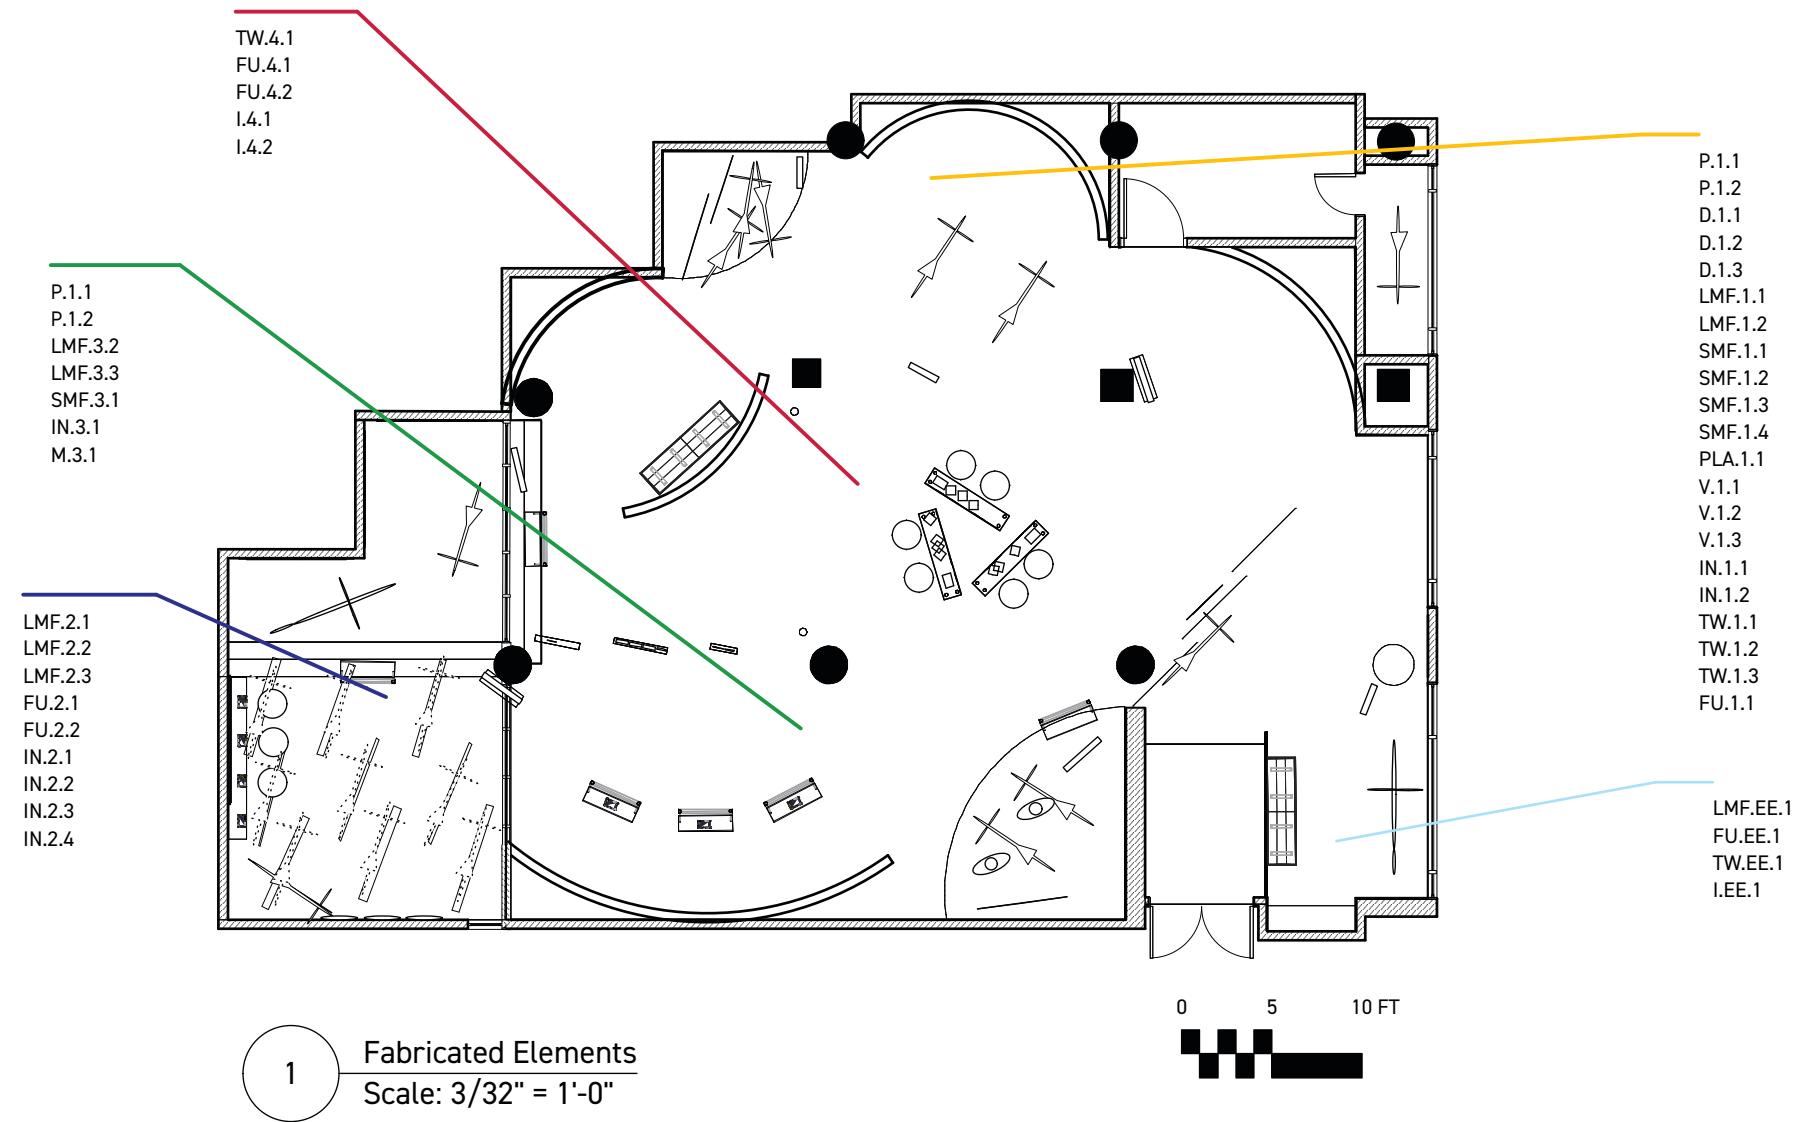 TW.4.1
FU.4.1
FU.4.2
I.4.1
I.4.2
P.1.1
P.1.2
LMF.3.2
LMF.3.3
SMF.3.1
IN.3.1
M.3.1
LMF.2.1
LMF.2.2
LMF.2.3
FU.2.1
FU.2.2
IN.2.1
IN.2.2
IN.2.3
IN.2.4
P.1.1
P.1.2
D.1.1
D.1.2
D.1.3
LMF.1.1
LMF.1.2
SMF.1.1
SMF.1.2
SMF.1.3
SMF.1.4
PLA.1.1
V.1.1
V.1.2
V.1.3
IN.1.1
IN.1.2
TW.1.1
TW.1.2
TW.1.3
FU.1.1
LMF.EE.1
FU.EE.1
TW.EE.1
I.EE.1
0 5 10 FT
1
Fabricated Elements
Scale: 3/32" = 1'-0"